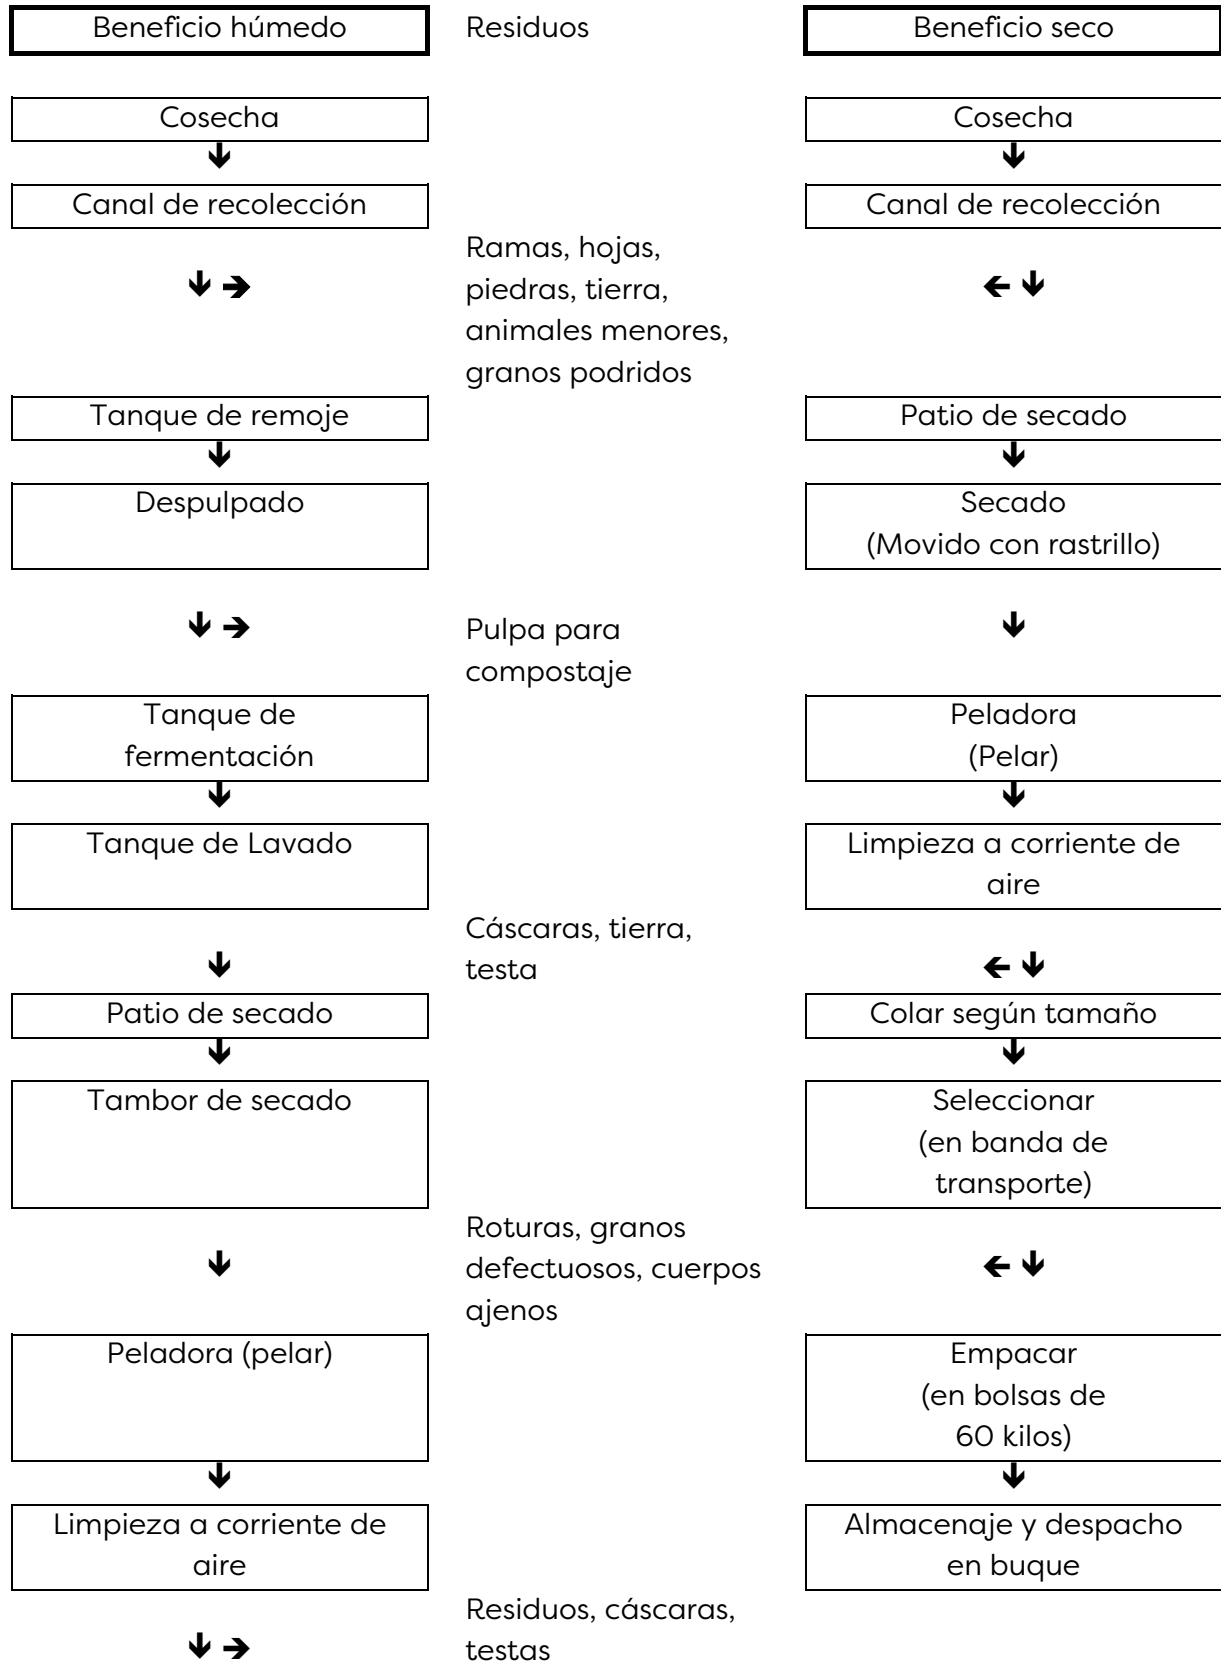 Beneficio húmedo
Residuos
Beneficio seco
Cosecha
Cosecha
Canal de recolección
Canal de recolección
Ramas, hojas,
piedras, tierra,
animales menores,
granos podridos
Tanque de remoje
Patio de secado
Despulpado
Secado
(Movido con rastrillo)
Pulpa para
compostaje
Tanque de
fermentación
Peladora
(Pelar)
Tanque de Lavado
Limpieza a corriente de
aire
Cáscaras, tierra,
testa
Patio de secado
Colar según tamaño
Tambor de secado
Seleccionar
(en banda de
transporte)
Roturas, granos
defectuosos, cuerpos
ajenos
Peladora (pelar)
Empacar
(en bolsas de
60 kilos)
Limpieza a corriente de
aire
Almacenaje y despacho
en buque
Residuos, cáscaras,
testas